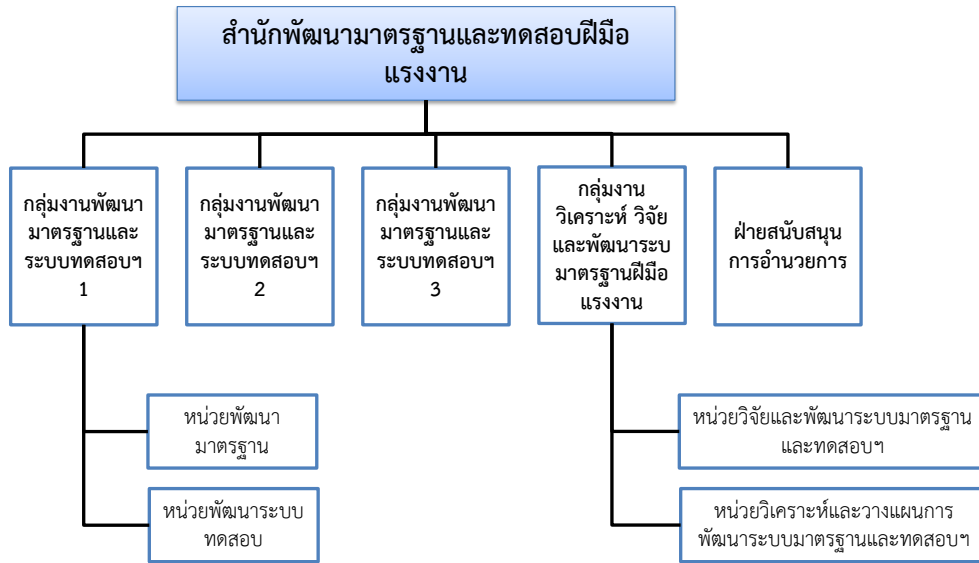 สำนักพัฒนามาตรฐานและทดสอบฝีมือ
แรงงาน
กลุ่มงานพัฒนา
มาตรฐานและ
ระบบทดสอบฯ
1
กลุ่มงานพัฒนา
มาตรฐานและ
ระบบทดสอบฯ
2
กลุ่มงานพัฒนา
มาตรฐานและ
ระบบทดสอบฯ
3
กลุ่มงาน
วิเคราะห์ วิจัย
และพัฒนาระบ
มาตรฐานฝีมือ
แรงงาน
ฝ่ายสนับสนุน
การอำนวยการ
หน่วยพัฒนา
มาตรฐาน
หน่วยพัฒนาระบบ
ทดสอบ
หน่วยวิจัยและพัฒนาระบบมาตรฐาน
และทดสอบฯ
หน่วยวิเคราะห์และวางแผนการ
พัฒนาระบบมาตรฐานและทดสอบฯ